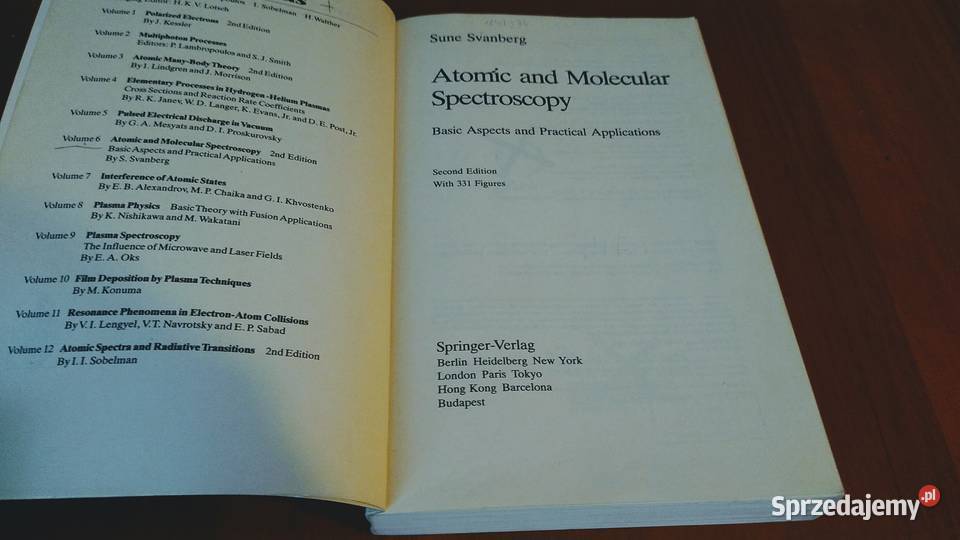 Managing Editor: H. K. V. Lotsch I. Sobelman H. Walther
Volume 1 Polarized Electrons 2nd Edition
By J. Kessler
Volume 2 Multiphoton Processes
Editors: P. Lambropoulos and S. J. Smith
Volume 3 Atomic Many-Body Theory 2nd Edition
By I. Lindgren and J. Morrison
Volume 4 Elementary Processes in Hydrogen-Helium Plasmas
Cross Sections and Reaction Rate Coefficients
By R. K. Janev, W. D. Langer, K. Evans, Jr. and D. E. Post, Jr.
Volume 5 Pulsed Electrical Discharge in Vacuum
By G. A. Mesyats and D. I. Proskurovsky
Volume 6 Atomic and Molecular Spectroscopy 2nd Edition
Basic Aspects and Practical Applications
By S. Svanberg
Volume 7 Interference of Atomic States
By E. B. Alexandrov, M. P. Chaika and G. I. Khvostenko
Volume 8 Plasma Physics Basic Theory with Fusion Applications
By K. Nishikawa and M. Wakatani
Volume 9 Plasma Spectroscopy
The Influence of Microwave and Laser Fields
By E. A. Oks
Volume 10 Film Deposition by Plasma Techniques
By M. Konuma
Volume 11 Resonance Phenomena in Electron-Atom Collisions
By V. I. Lengyel, V. T. Navrotsky and E. P. Sabad
Volume 12 Atomic Spectra and Radiative Transitions 2nd Edition
By I. I. Sobelman
Sune Svanberg
Atomic and Molecular
Spectroscopy
Basic Aspects and Practical Applications
Second Edition
With 331 Figures
Springer-Verlag
Berlin Heidelberg New York
London Paris Tokyo
Hong Kong Barcelona
Budapest
Sprzedajemy.pl